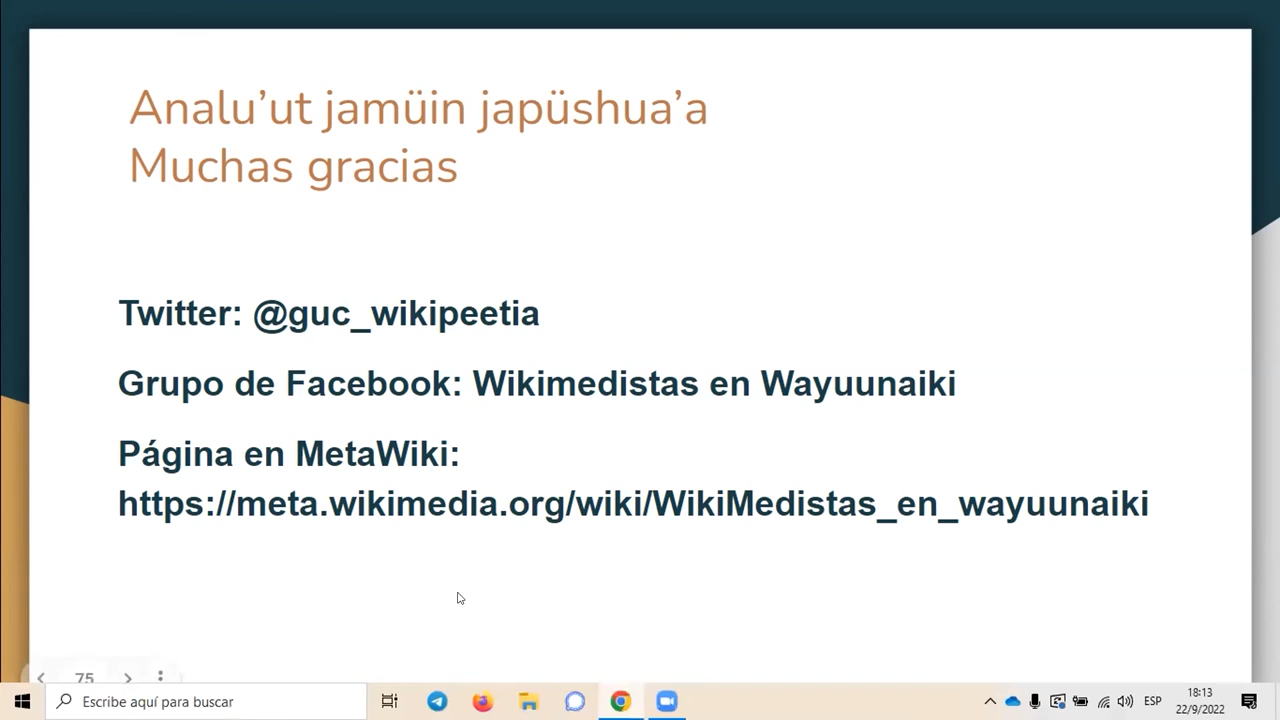 Analu’ut jamüin japüshua’a
Muchas gracias
Twitter: @guc_wikipeetia
Grupo de Facebook: Wikimedistas en Wayuunaiki
Página en MetaWiki:
https://meta.wikimedia.org/wiki/WikiMedistas_en_wayuunaiki
75
Escribe aquí para buscar
ESP
18:13
22/9/2022